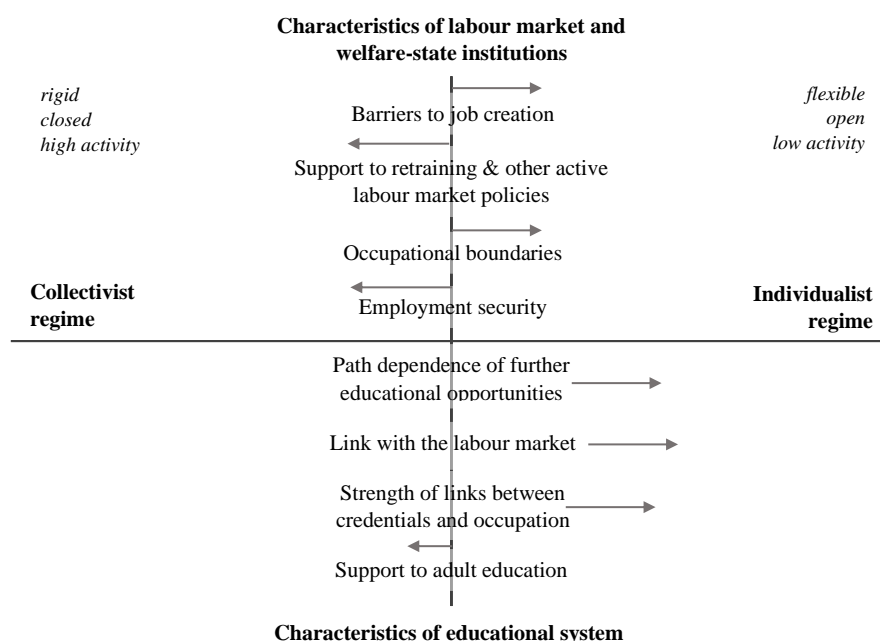 Characteristics of labour market and
welfare-state institutions
rigid
closed
high activity
flexible
open
low activity
Barriers to job creation
Support to retraining & other active
labour market policies
Occupational boundaries
Employment security
Collectivist
regime
Individualist
regime
Path dependence of further
educational opportunities
Link with the labour market
Strength of links between
credentials and occupation
Support to adult education
Characteristics of educational system